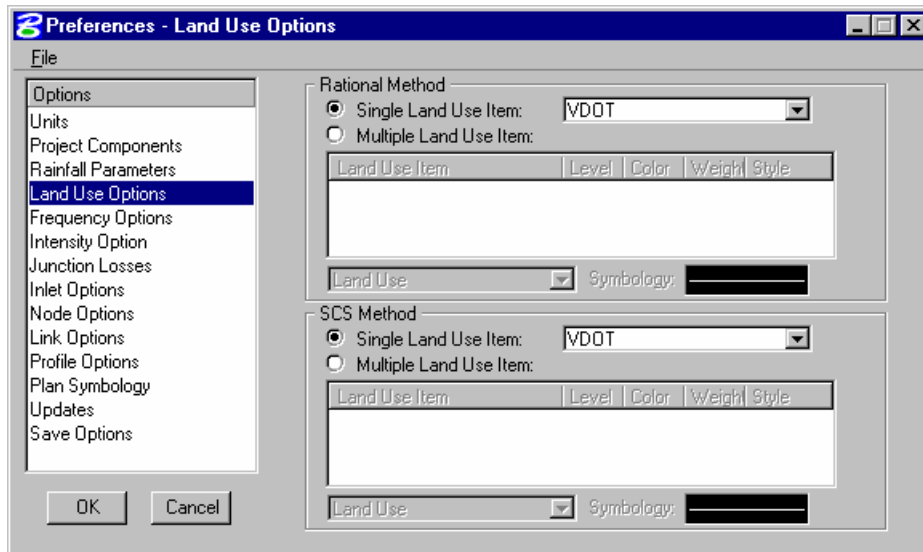 Preferences - Land Use Options
File
Options
Units
Project Components
Rainfall Parameters
Land Use Options
Frequency Options
Intensity Option
Junction Losses
Inlet Options
Node Options
Link Options
Profile Options
Plan Symbology
Updates
Save Options
OK Cancel
Rational Method
Single Land Use Item: VDOT
Multiple Land Use Item:
Land Use Item Level Color Weight Style
Land Use Symbology:
SCS Method
Single Land Use Item: VDOT
Multiple Land Use Item:
Land Use Item Level Color Weight Style
Land Use Symbology: